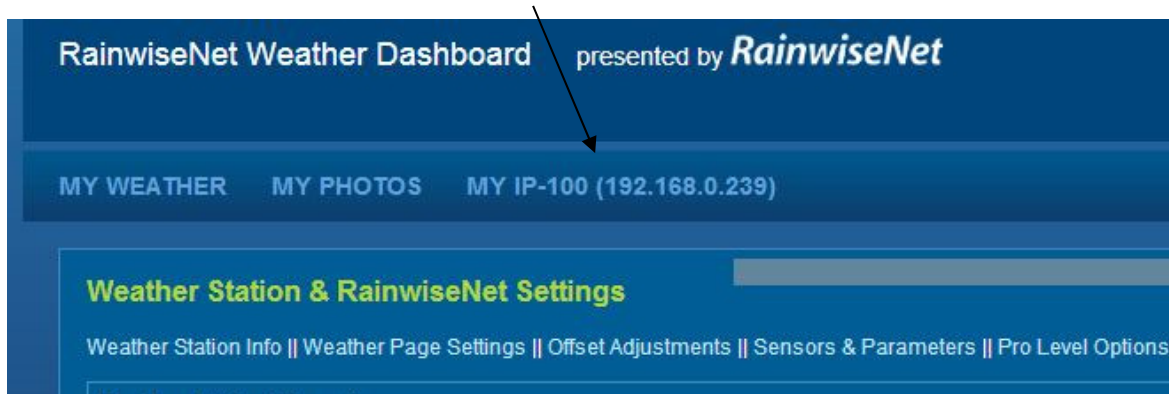 RainwiseNet Weather Dashboard presented by RainwiseNet
MY WEATHER MY PHOTOS MY IP-100 (192.168.0.239)
Weather Station & RainwiseNet Settings
Weather Station Info || Weather Page Settings || Offset Adjustments || Sensors & Parameters || Pro Level Options